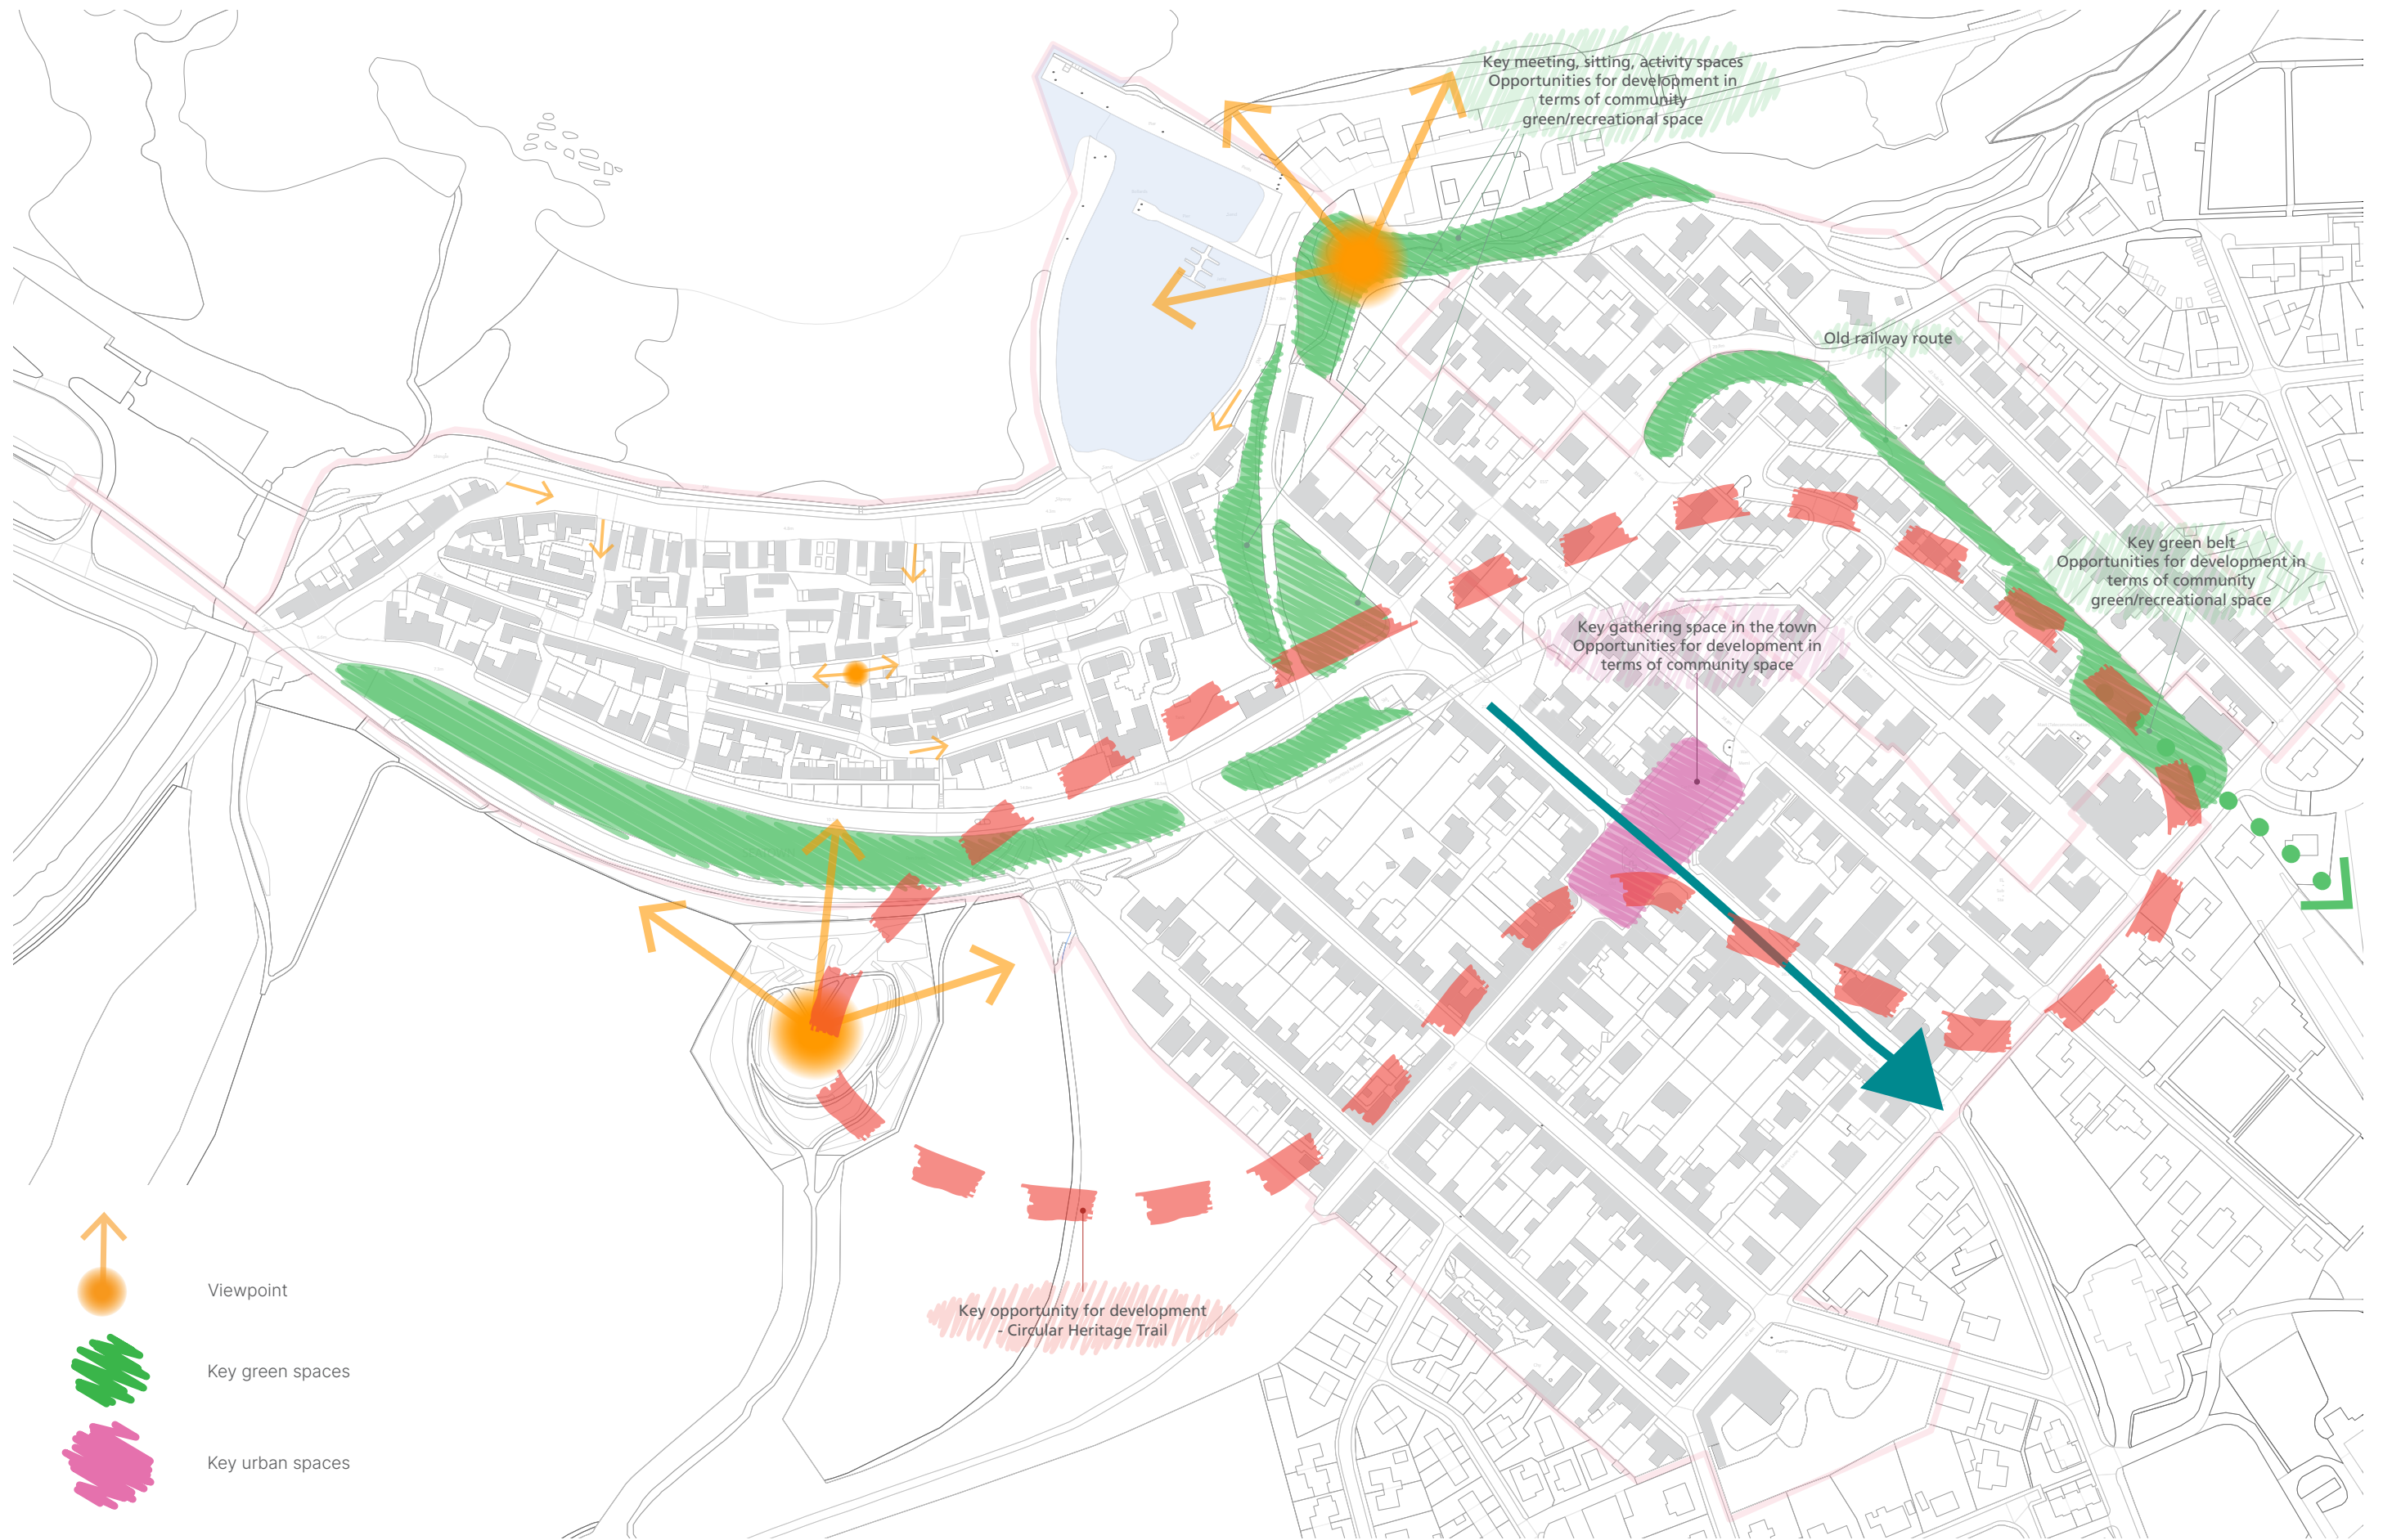 Key meeting, sitting, activity spaces
Opportunities for development in
terms of community
green/recreational space
Old railway route
Key green belt
Opportunities for development in
terms of community
green/recreational space
Key gathering space in the town
Opportunities for development in
terms of community space
Key opportunity for development
- Circular Heritage Trail
Viewpoint
Key green spaces
Key urban spaces